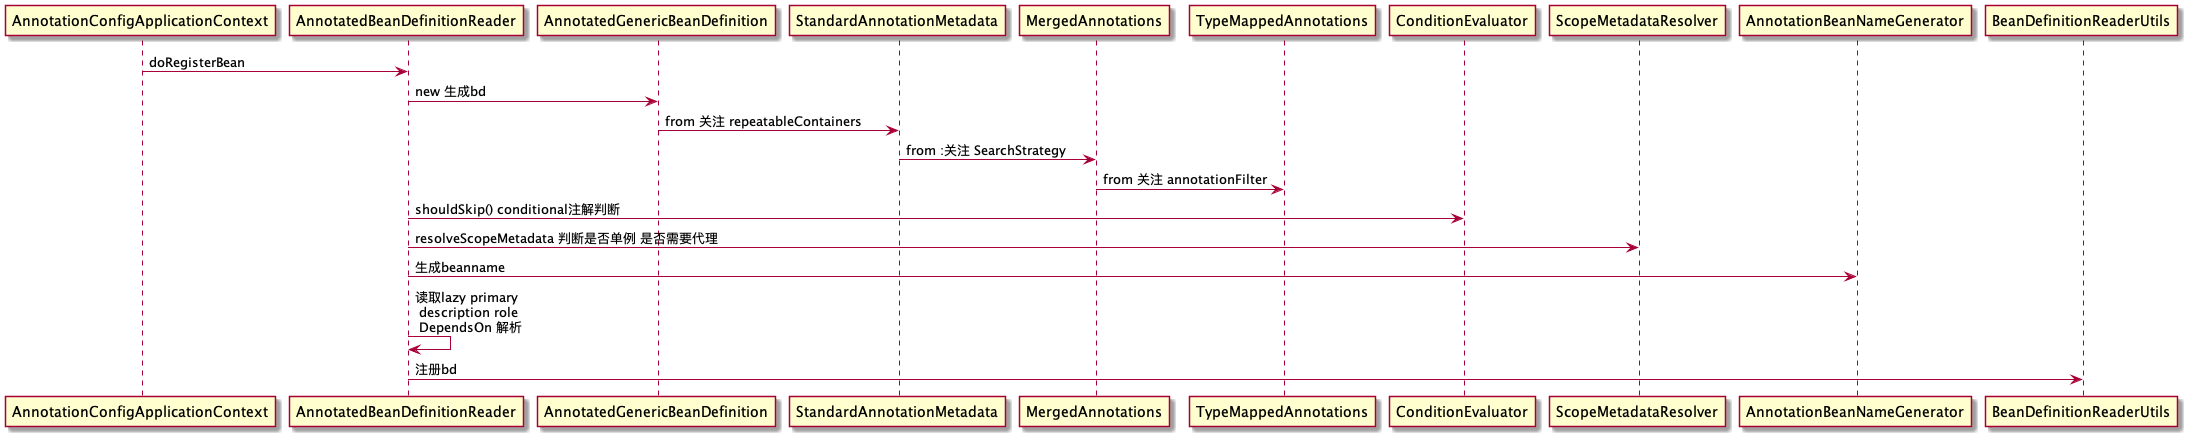 AnnotationConfigApplicationContext
AnnotatedBeanDefinitionReader
AnnotatedGenericBeanDefinition
StandardAnnotationMetadata
MergedAnnotations
TypeMappedAnnotations
ConditionEvaluator
ScopeMetadataResolver
AnnotationBeanNameGenerator
BeanDefinitionReaderUtils
doRegisterBean
new 生成bd
from 关注 repeatableContainers
from :关注 SearchStrategy
from 关注 annotationFilter
shouldSkip() conditional注解判断
resolveScopeMetadata 判断是否单例 是否需要代理
生成beanname
读取lazy primary
description role
DependsOn 解析
注册bd
AnnotationConfigApplicationContext
AnnotatedBeanDefinitionReader
AnnotatedGenericBeanDefinition
StandardAnnotationMetadata
MergedAnnotations
TypeMappedAnnotations
ConditionEvaluator
ScopeMetadataResolver
AnnotationBeanNameGenerator
BeanDefinitionReaderUtils